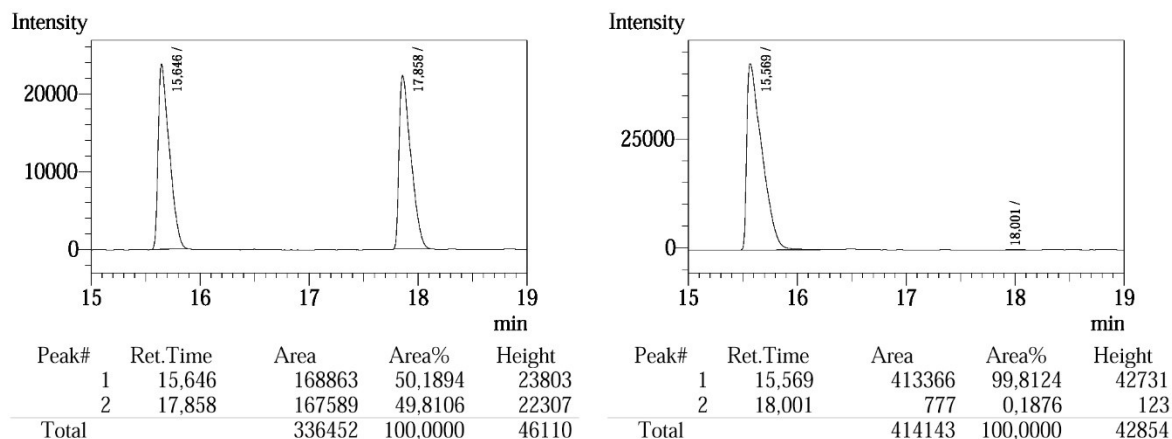 Intensity
15,646 /
17,858 /
20000
10000
0
15 16 17 18 19
min
Peak# Ret.Time Area Area% Height
1 15,646 168863 50,1894 23803
2 17,858 167589 49,8106 22307
Total 336452 100,0000 46110
Intensity
15,569 /
25000
18,001 /
0
15 16 17 18 19
min
Peak# Ret.Time Area Area% Height
1 15,569 413366 99,8124 42731
2 18,001 777 0,1876 123
Total 414143 100,0000 42854